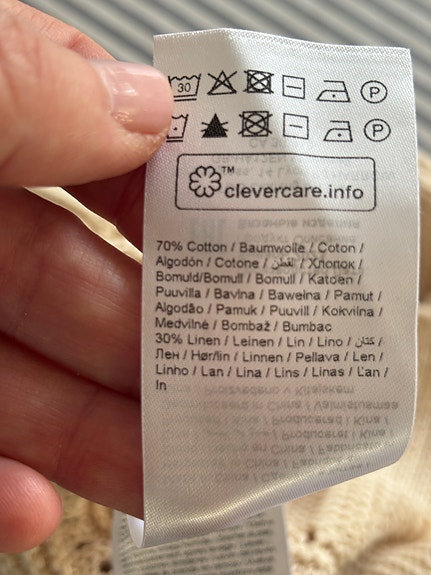 30
P
P
TM
clevercare.info
70% Cotton / Baumwolle / Coton /
Algodón / Cotone / القطن / Хлопок /
Bomuld/Bomull / Bomull / Katoen /
Puuvilla / Bavlna / Bawełna / Pamut /
Algodão / Pamuk / Puuvill / Kokvilna /
Medvilné / Bombaž / Bumbac
30% Linen / Leinen / Lin / Lino / كتان /
Лен / Hør/lin / Linnen / Pellava / Len /
Linho / Lan / Lina / Lins / Linas / Ľan /
In